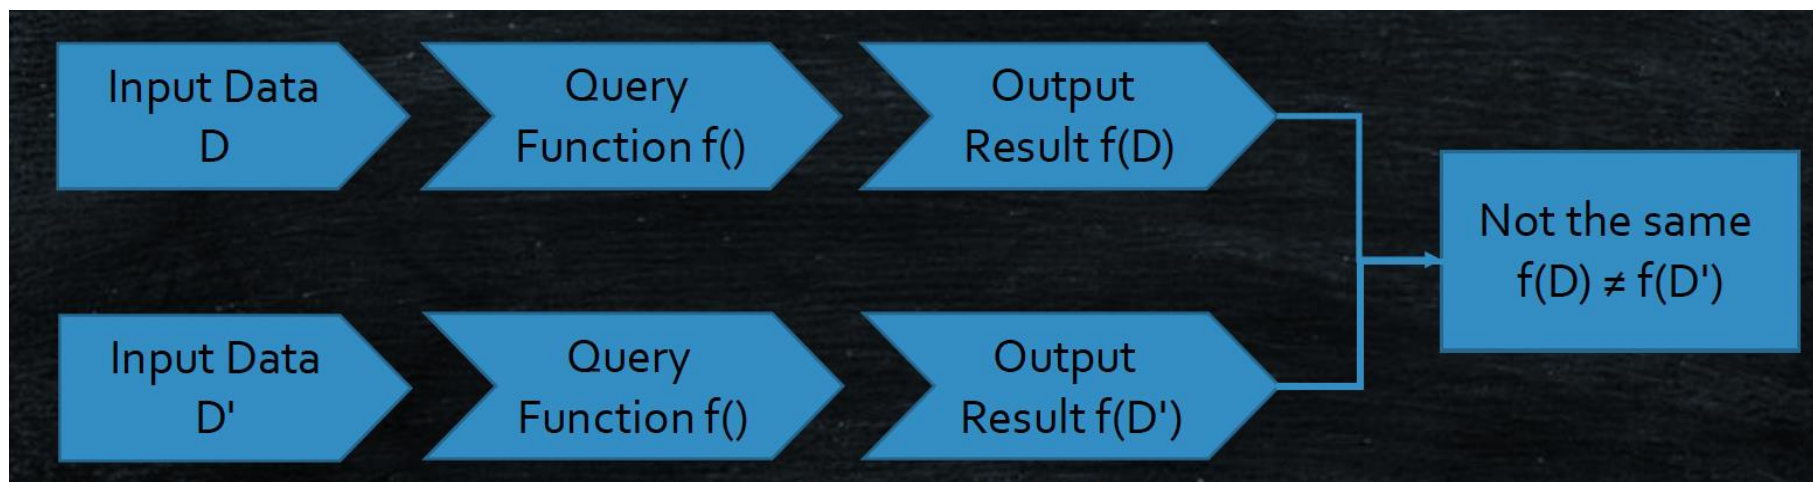 Input Data
D
Query
Function f()
Output
Result f(D)
Input Data
D'
Query
Function f()
Output
Result f(D')
Not the same
f(D) ≠ f(D')